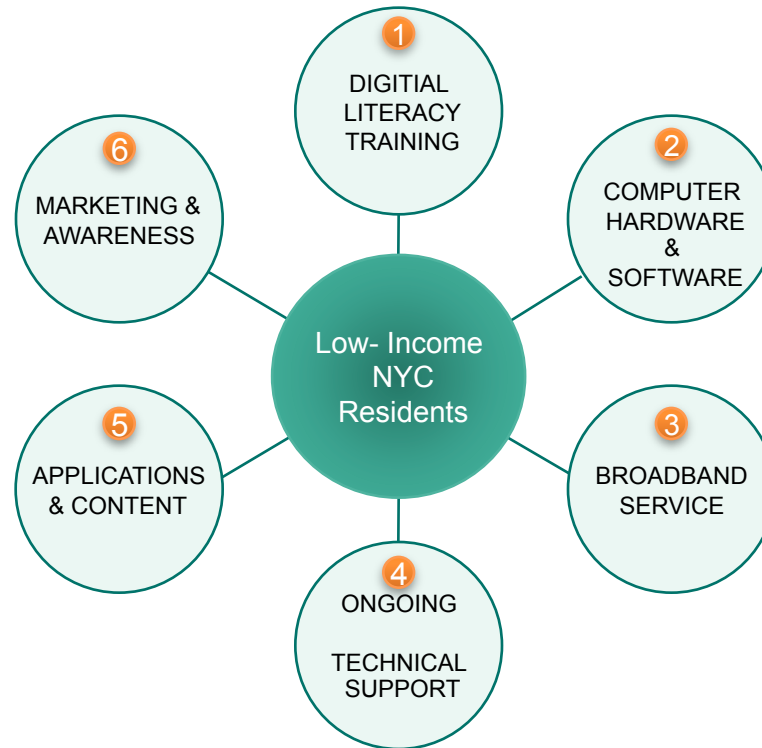 1
DIGITIAL
LITERACY
TRAINING
2
COMPUTER
HARDWARE
&
SOFTWARE
3
BROADBAND
SERVICE
4
ONGOING
TECHNICAL
SUPPORT
5
APPLICATIONS
& CONTENT
6
MARKETING &
AWARENESS
Low- Income
NYC
Residents